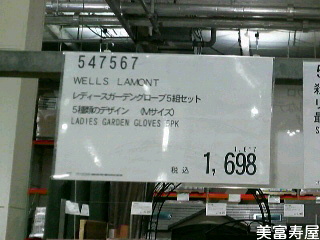 547567
WELLS LAMONT
レディースガーデングローブ5組セット
5種類のデザイン (Mサイズ)
LADIES GARDEN GLOVES 5PK
税込 1,698
美富寿屋